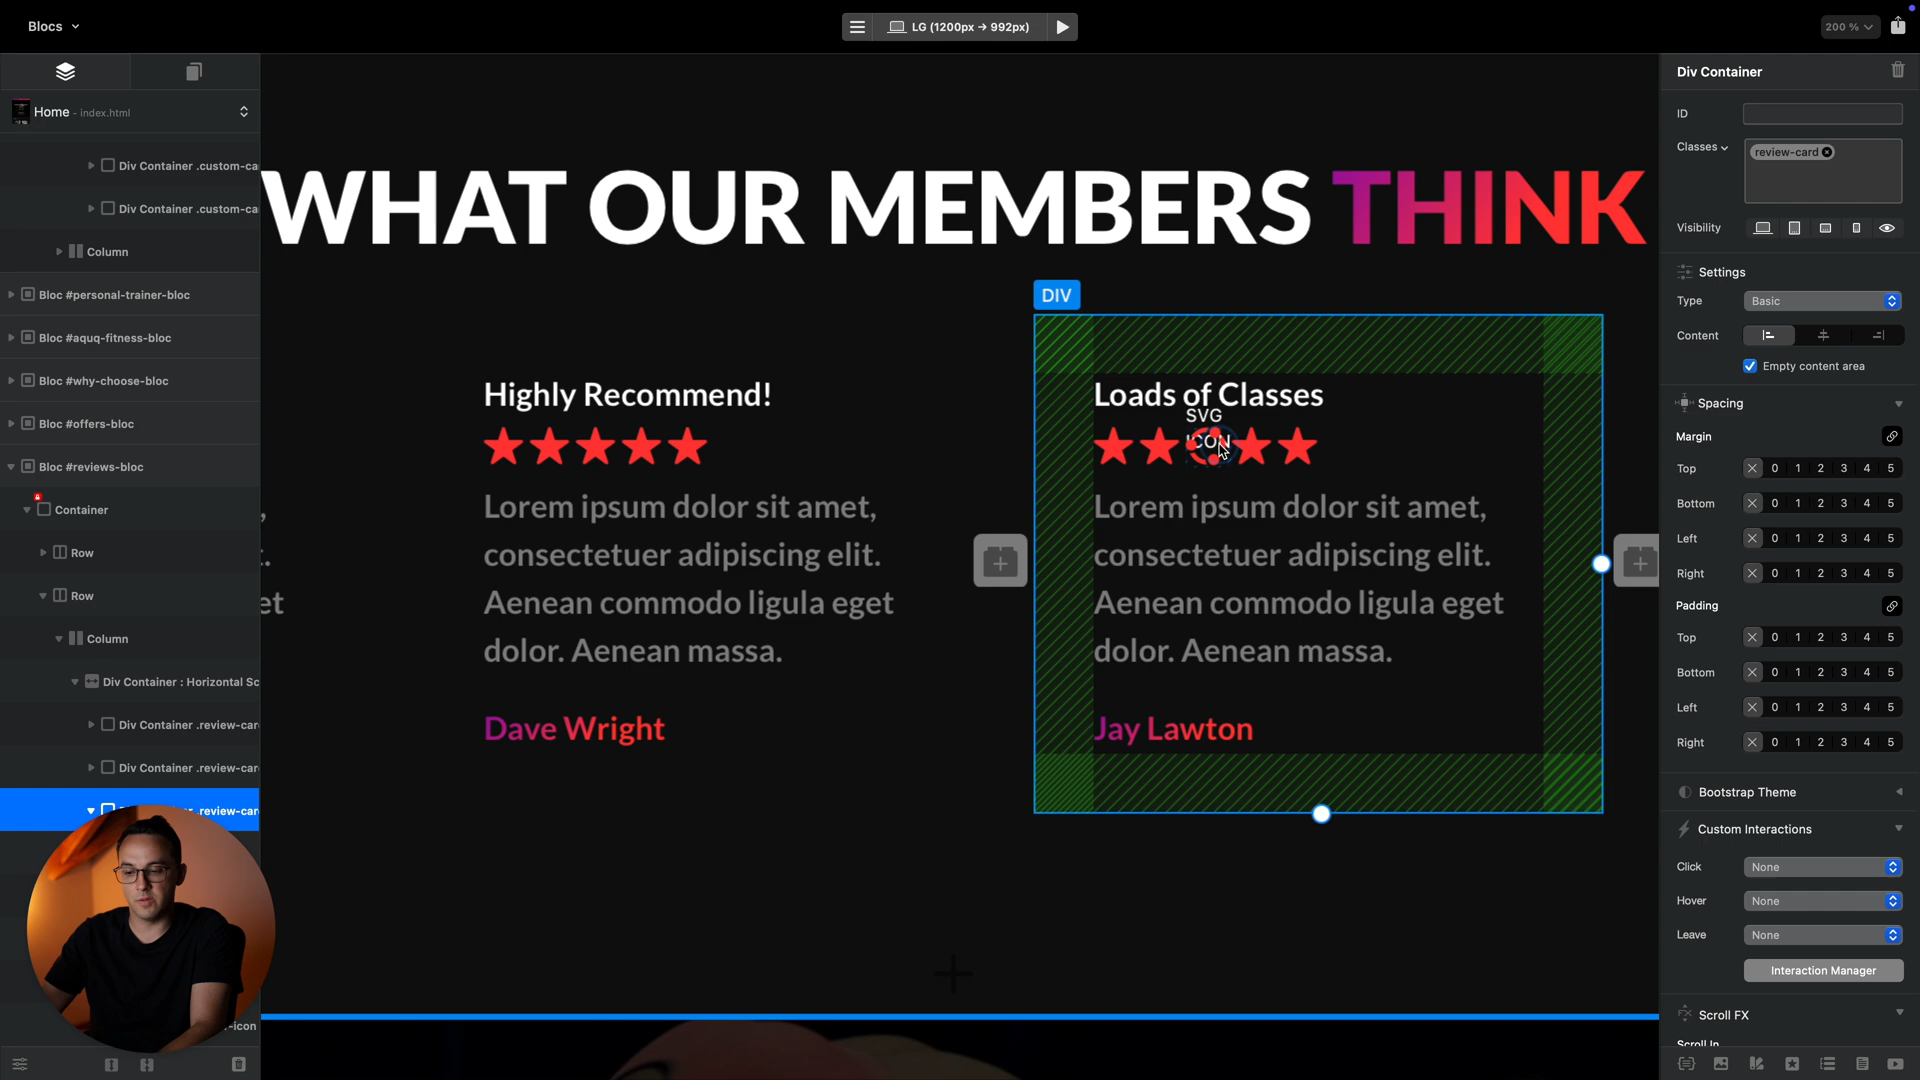 Blocs
LG (1200px → 992px)
200 %
Home - index.html
Div Container .custom-ca
Div Container .custom-ca
Column
Bloc #personal-trainer-bloc
Bloc #aquq-fitness-bloc
Bloc #why-choose-bloc
Bloc #offers-bloc
Bloc #reviews-bloc
Container
Row
Row
Column
Div Container : Horizontal Sc
Div Container .review-car
Div Container .review-car
.review-car
-icon
WHAT OUR MEMBERS THINK
DIV
,
t.
et
Highly Recommend!
Lorem ipsum dolor sit amet,
consectetuer adipiscing elit.
Aenean commodo ligula eget
dolor. Aenean massa.
Dave Wright
Loads of Classes
SVG
ICON
Lorem ipsum dolor sit amet,
consectetuer adipiscing elit.
Aenean commodo ligula eget
dolor. Aenean massa.
Jay Lawton
Div Container
ID
Classes
review-card
Visibility
Settings
Type Basic
Content
Empty content area
Spacing
Margin
Top 0 1 2 3 4 5
Bottom 0 1 2 3 4 5
Left 0 1 2 3 4 5
Right 0 1 2 3 4 5
Padding
Top 0 1 2 3 4 5
Bottom 0 1 2 3 4 5
Left 0 1 2 3 4 5
Right 0 1 2 3 4 5
Bootstrap Theme
Custom Interactions
Click None
Hover None
Leave None
Interaction Manager
Scroll FX
Scroll In